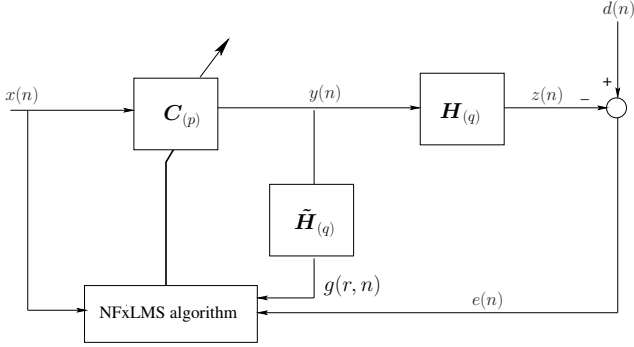 d(n)
+
x(n)
C(p)
y(n)
H(q)
z(n)
−
H̃(q)
g(r, n)
NFxLMS algorithm
e(n)